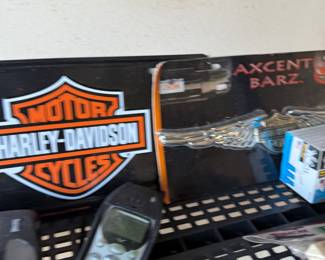 MOTOR
HARLEY-DAVIDSON
CYCLES
AXCENT
BARZ